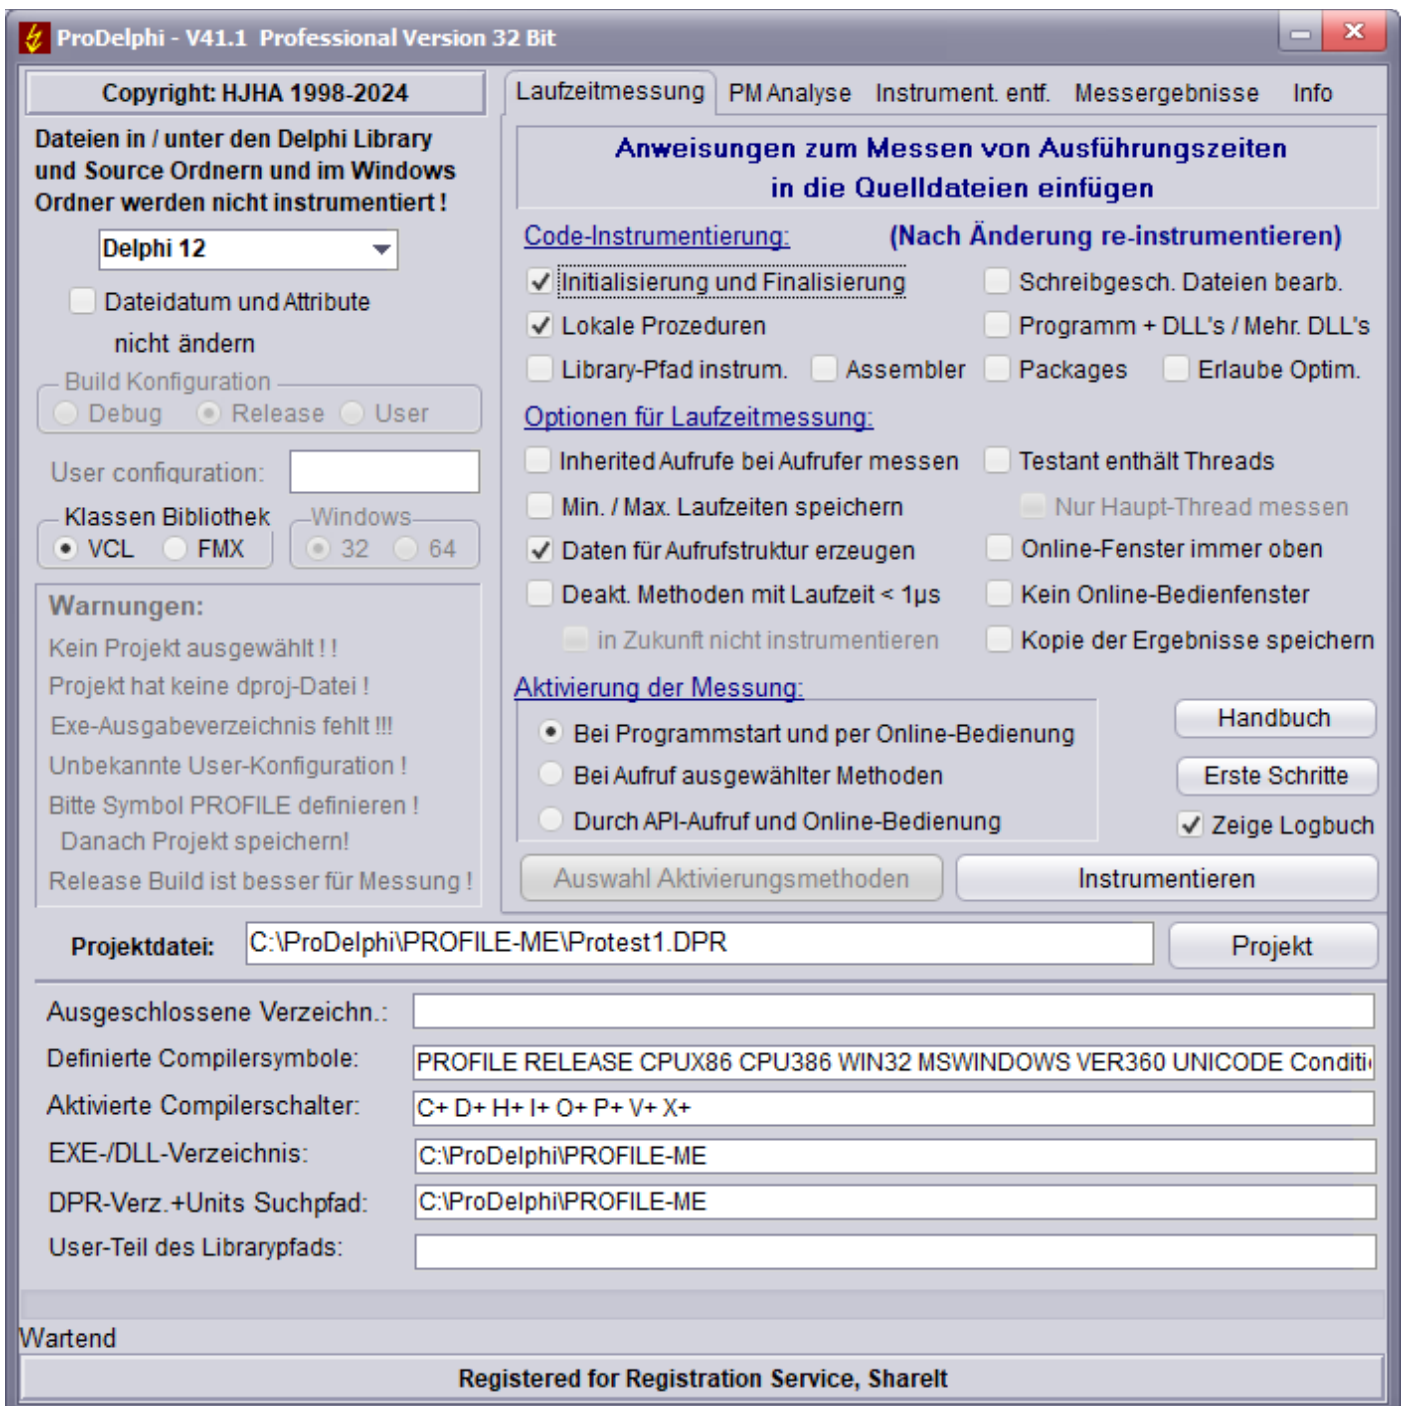 ProDelphi - V41.1 Professional Version 32 Bit
Copyright: HJHA 1998-2024
Dateien in / unter den Delphi Library
und Source Ordnern und im Windows
Ordner werden nicht instrumentiert !
Delphi 12
Dateidatum und Attribute
nicht ändern
Build Konfiguration
Debug Release User
User configuration:
Klassen Bibliothek Windows
VCL FMX 32 64
Warnungen:
Kein Projekt ausgewählt ! !
Projekt hat keine dproj-Datei !
Exe-Ausgabeverzeichnis fehlt !!!
Unbekannte User-Konfiguration !
Bitte Symbol PROFILE definieren !
Danach Projekt speichern!
Release Build ist besser für Messung !
Laufzeitmessung PM Analyse Instrument. entf. Messergebnisse Info
Anweisungen zum Messen von Ausführungszeiten
in die Quelldateien einfügen
Code-Instrumentierung: (Nach Änderung re-instrumentieren)
Initialisierung und Finalisierung Schreibgesch. Dateien bearb.
Lokale Prozeduren Programm + DLL's / Mehr. DLL's
Library-Pfad instrum. Assembler Packages Erlaube Optim.
Optionen für Laufzeitmessung:
Inherited Aufrufe bei Aufrufer messen Testant enthält Threads
Min. / Max. Laufzeiten speichern Nur Haupt-Thread messen
Daten für Aufrufstruktur erzeugen Online-Fenster immer oben
Deakt. Methoden mit Laufzeit < 1µs Kein Online-Bedienfenster
in Zukunft nicht instrumentieren Kopie der Ergebnisse speichern
Aktivierung der Messung:
Bei Programmstart und per Online-Bedienung
Bei Aufruf ausgewählter Methoden
Durch API-Aufruf und Online-Bedienung
Handbuch
Erste Schritte
Zeige Logbuch
Auswahl Aktivierungsmethoden Instrumentieren
Projektdatei: C:\ProDelphi\PROFILE-ME\Protest1.DPR Projekt
Ausgeschlossene Verzeichn.:
Definierte Compilersymbole: PROFILE RELEASE CPUX86 CPU386 WIN32 MSWINDOWS VER360 UNICODE Conditi
Aktivierte Compilerschalter: C+ D+ H+ I+ O+ P+ V+ X+
EXE-/DLL-Verzeichnis: C:\ProDelphi\PROFILE-ME
DPR-Verz.+Units Suchpfad: C:\ProDelphi\PROFILE-ME
User-Teil des Librarypfads:
Wartend
Registered for Registration Service, ShareIt